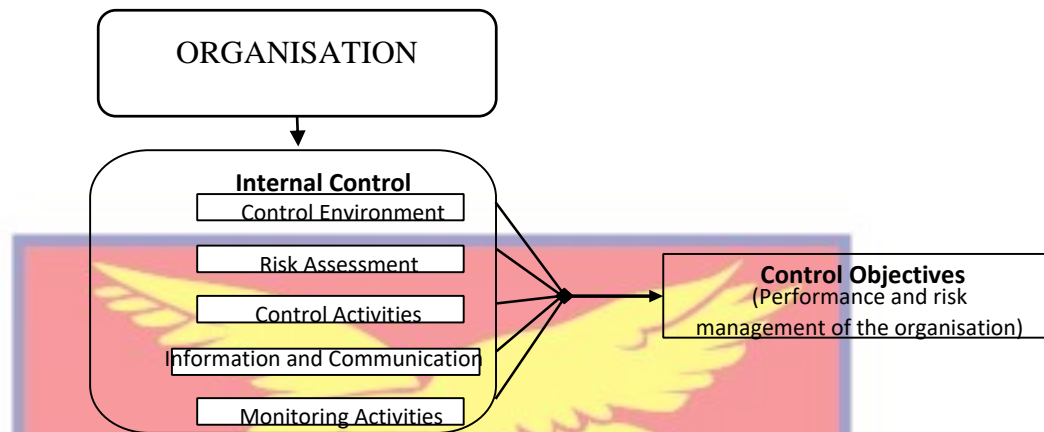 ORGANISATION
Internal Control
Control Environment
Risk Assessment
Control Activities
Information and Communication
Monitoring Activities
Control Objectives
(Performance and risk
management of the organisation)